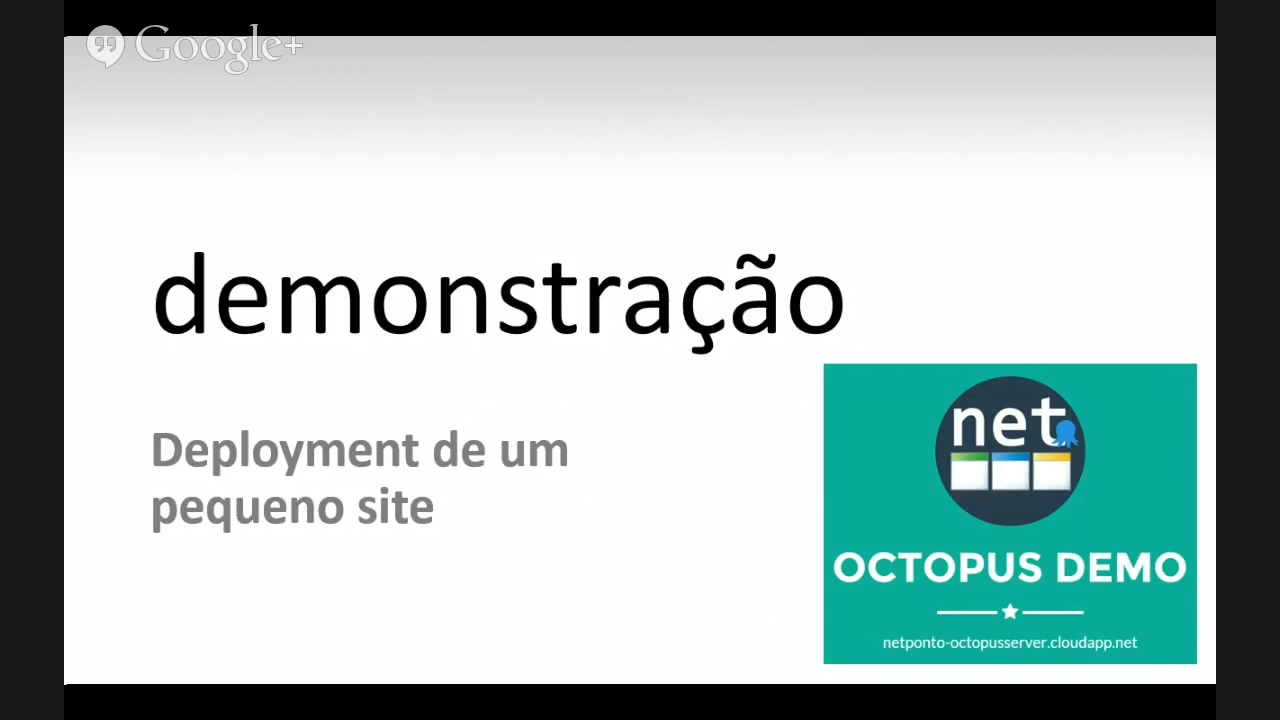 Google+
demonstração
Deployment de um
pequeno site
net
OCTOPUS DEMO
netponto-octopusserver.cloudapp.net